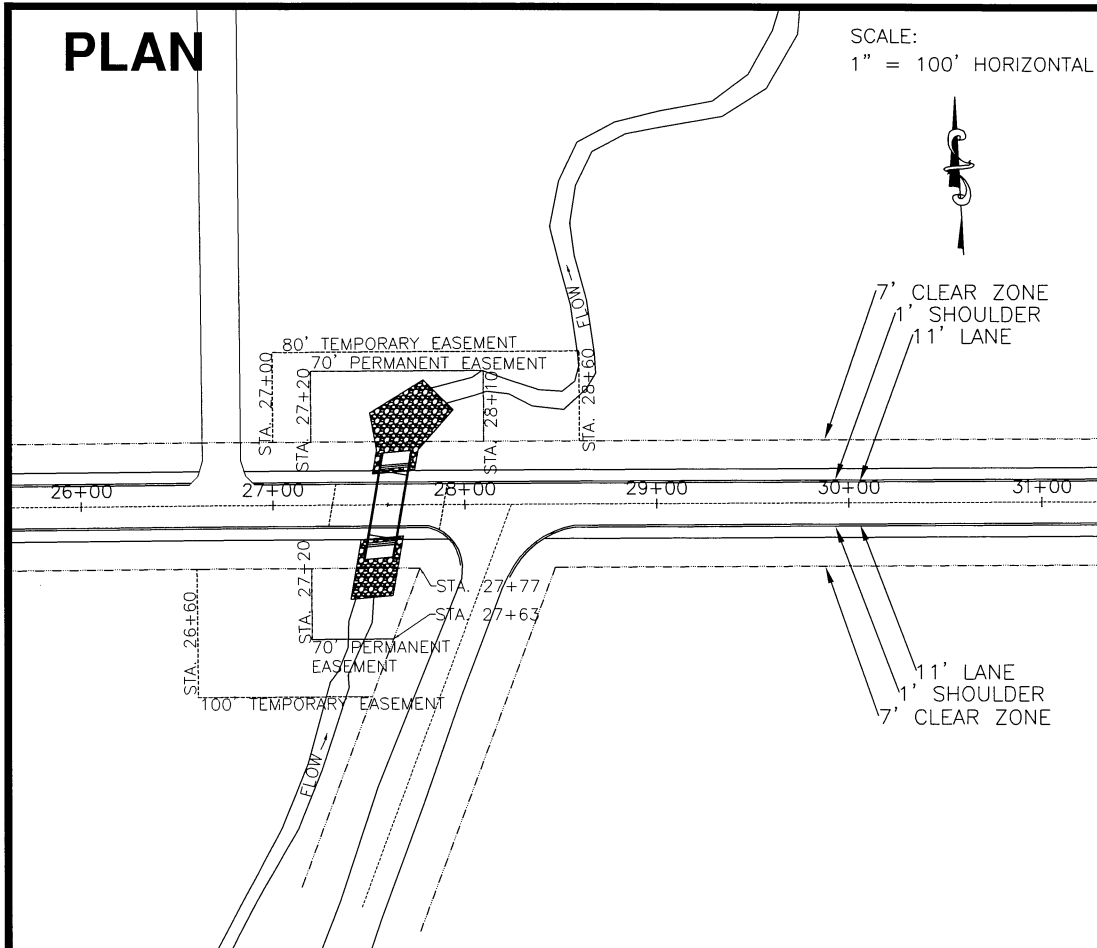 PLAN
SCALE:
1" = 100' HORIZONTAL
7' CLEAR ZONE
1' SHOULDER
11' LANE
FLOW
80' TEMPORARY EASEMENT
70' PERMANENT EASEMENT
STA. 27+00
STA. 27+20
STA. 28+10
STA. 28+60
26+00
27+00
28+00
29+00
30+00
31+00
STA. 27+20
STA. 27+77
STA. 27+63
STA. 26+60
70' PERMANENT
EASEMENT
100' TEMPORARY EASEMENT
11' LANE
1' SHOULDER
7' CLEAR ZONE
FLOW